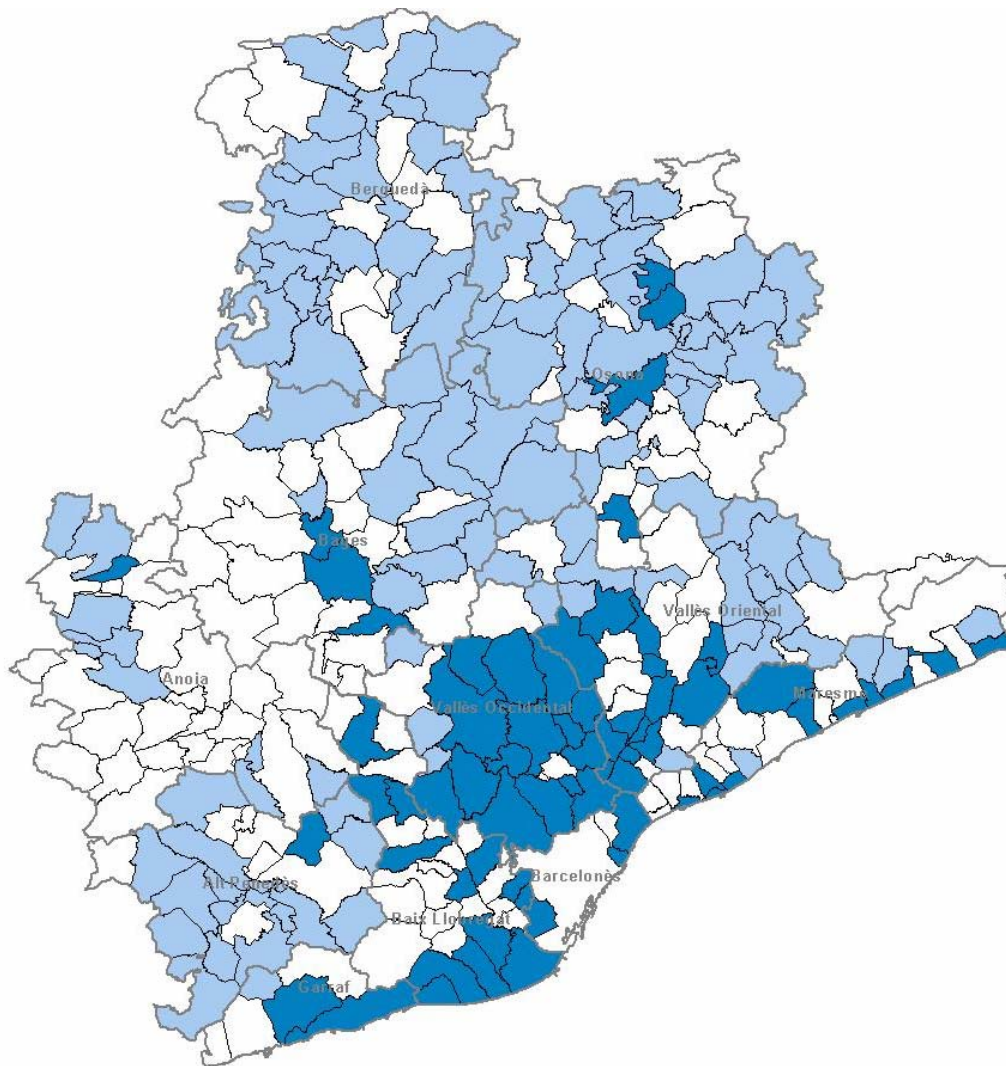 Berguedà
Osona
Bages
Vallès Oriental
Anoia
Maresme
Vallès Occidental
Barcelonès
Alt Penedès
Baix Llobregat
Garraf